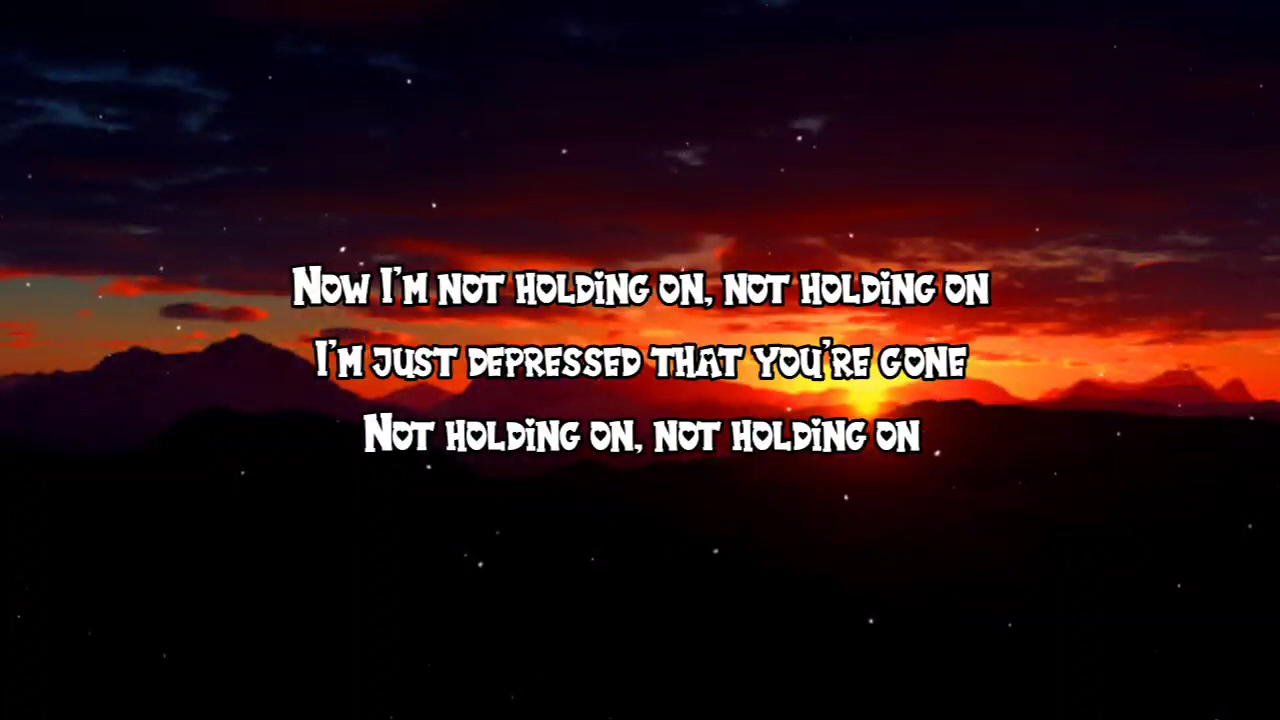 Now I'm not holding on, not holding on
I'm just depressed that you're gone
Not holding on, not holding on